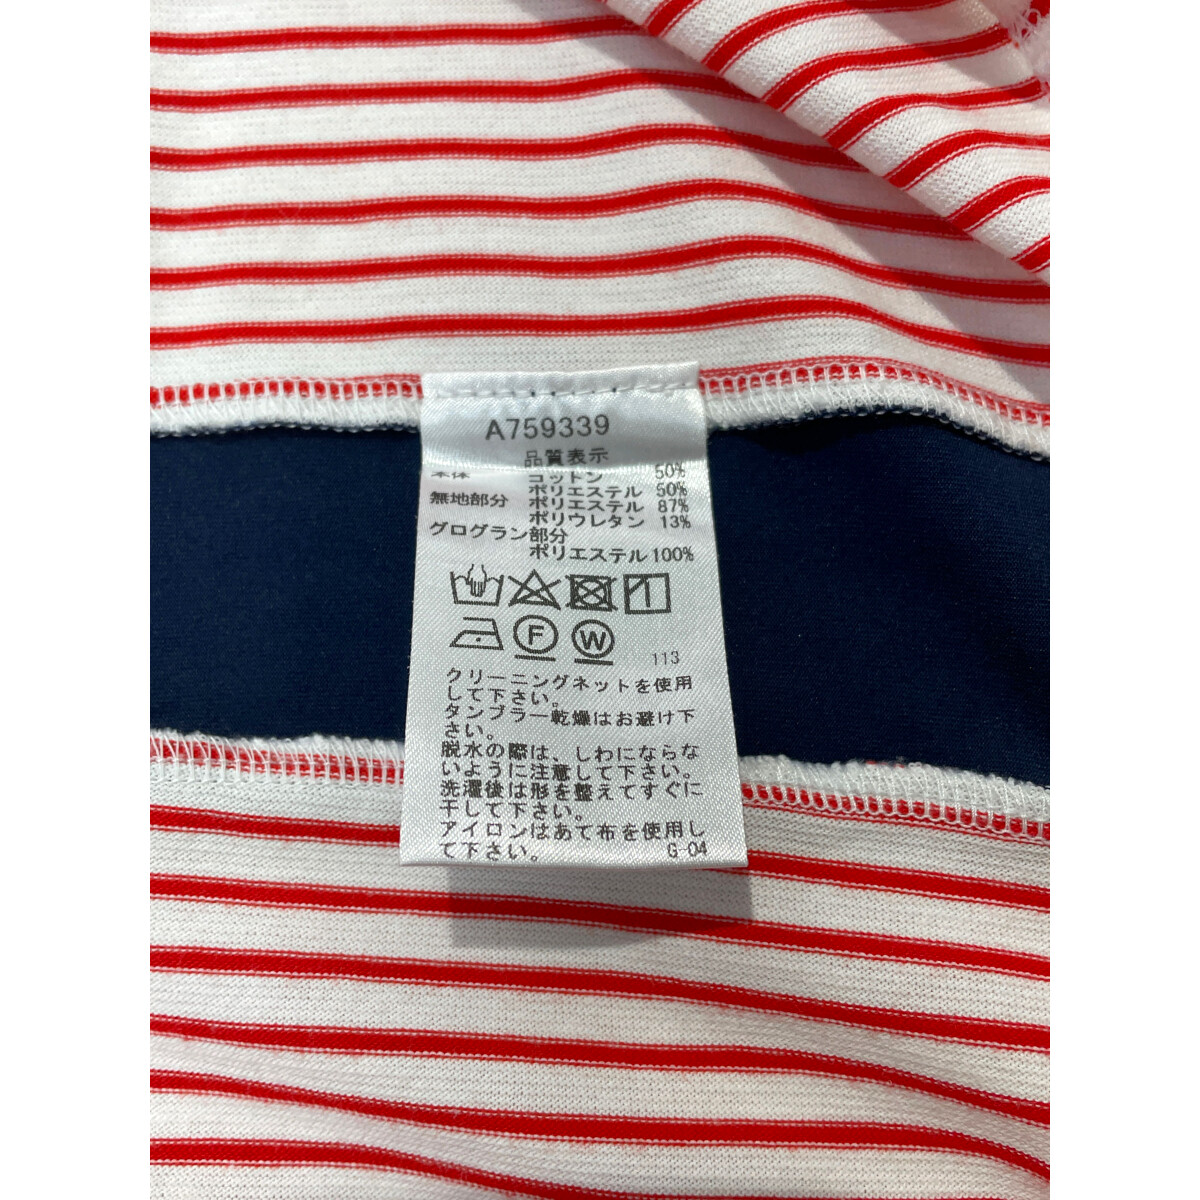 A759339
品質表示
本体 コットン 50%
ポリエステル 50%
無地部分 ポリエステル 87%
ポリウレタン 13%
グログラン部分
ポリエステル 100%
F W
113
クリーニングネットを使用
して下さい。
タンブラー乾燥はお避け下
さい。
脱水の際は、しわにならな
いように注意して下さい。
洗濯後は形を整えてすぐに
干して下さい。
アイロンはあて布を使用し
て下さい。 G-04